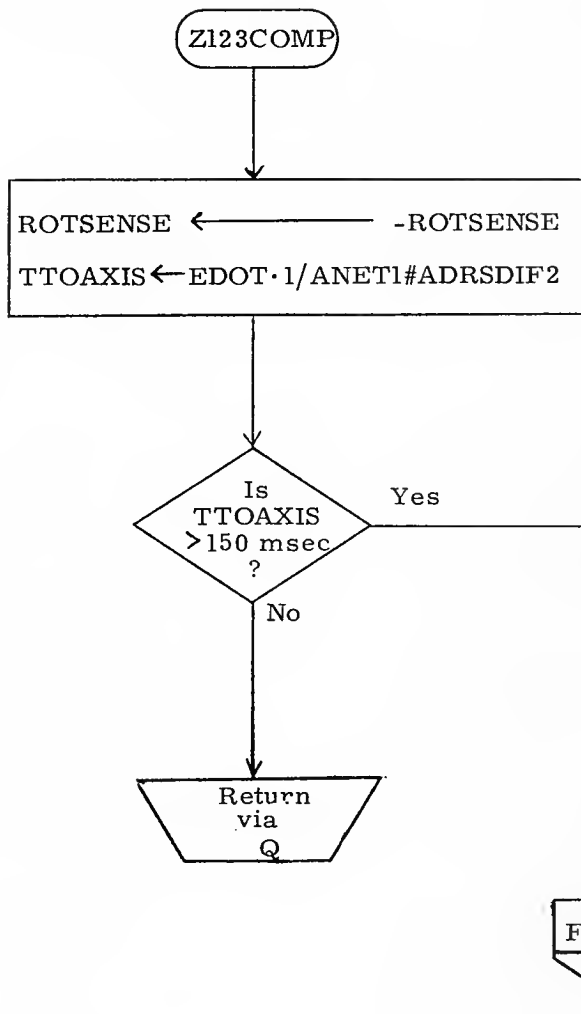 Z123COMP
ROTSENSE ← -ROTSENSE
TTOAXIS ← EDOT·1/ANET1#ADRSDIF2
Is
TTOAXIS
>150 msec
?
Yes
No
Return
via
Q
F